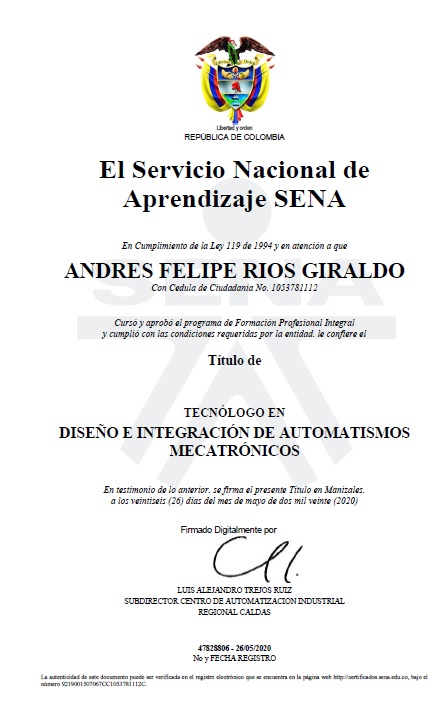 Libertad y orden
REPÚBLICA DE COLOMBIA
El Servicio Nacional de
Aprendizaje SENA
En Cumplimiento de la Ley 119 de 1994 y en atención a que
SENA
ANDRES FELIPE RIOS GIRALDO
Con Cedula de Ciudadania No. 1053781112
Cursó y aprobó el programa de Formación Profesional Integral
y cumplió con las condiciones requeridas por la entidad, le confiere el
Título de
TECNÓLOGO EN
DISEÑO E INTEGRACIÓN DE AUTOMATISMOS
MECATRÓNICOS
En testimonio de lo anterior, se firma el presente Título en Manizales,
a los veintiseis (26) días del mes de mayo de dos mil veinte (2020)
Firmado Digitalmente por
LUIS ALEJANDRO TREJOS RUIZ
SUBDIRECTOR CENTRO DE AUTOMATIZACION INDUSTRIAL
REGIONAL CALDAS
47828806 - 26/05/2020
No y FECHA REGISTRO
La autenticidad de este documento puede ser verificada en el registro electrónico que se encuentra en la página web http://certificados.sena.edu.co, bajo el
número 9219001507067CC1053781112C.